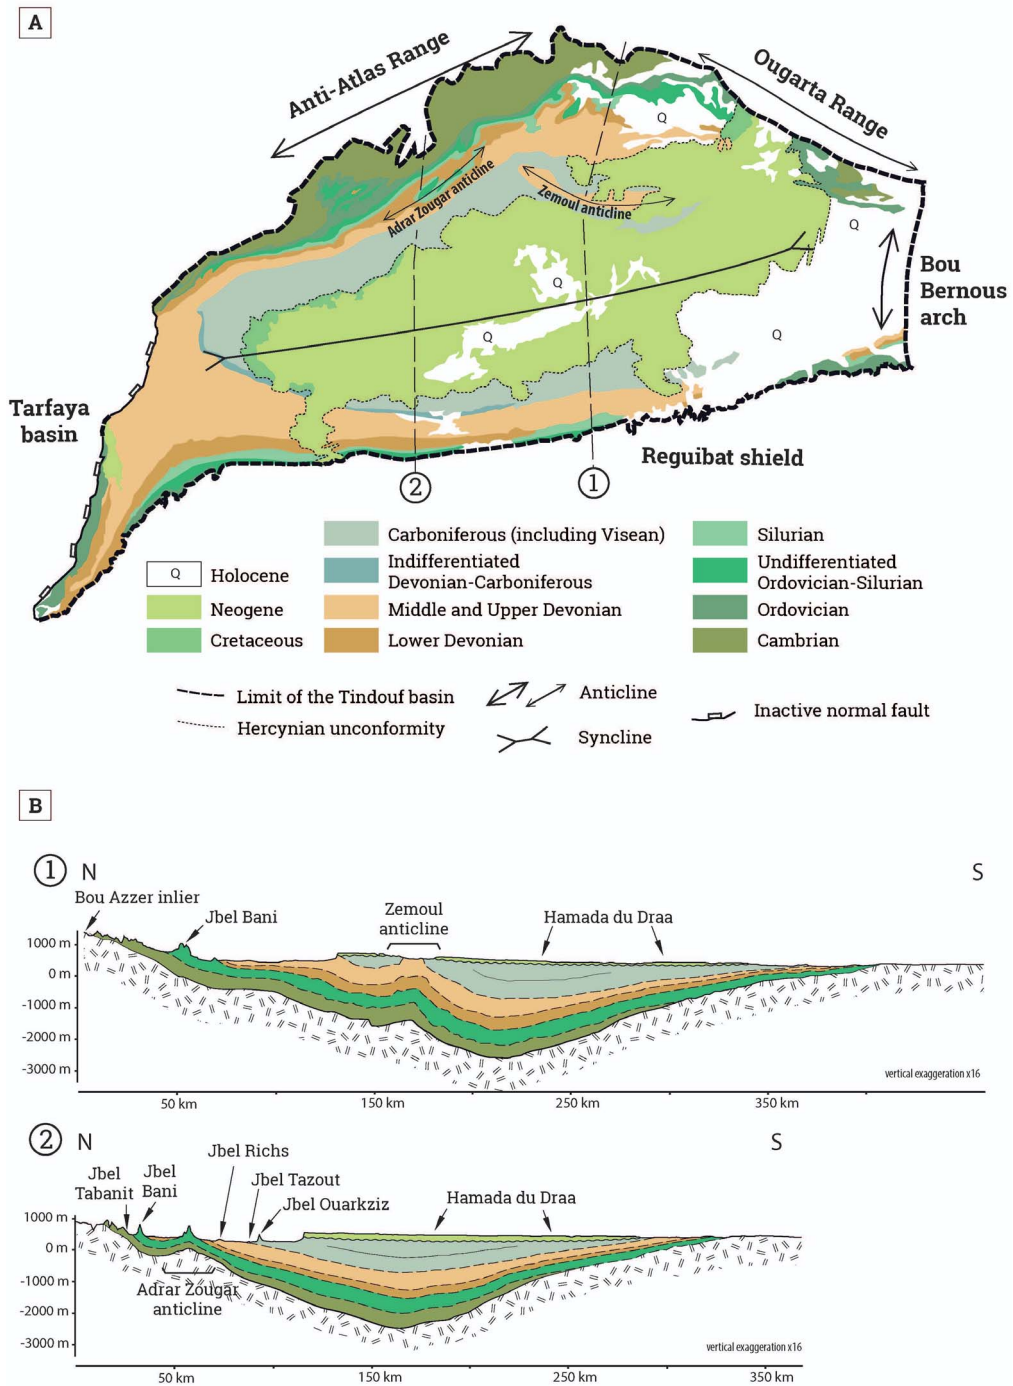 A
Anti-Atlas Range
Ougarta Range
Q
Adrar Zougar anticline
Zemoul anticline
Q
Q
Bou
Bernous
arch
Q
Q
Tarfaya
basin
Reguibat shield
2
1
Q Holocene
Neogene
Cretaceous
Carboniferous (including Visean)
Indifferentiated
Devonian-Carboniferous
Middle and Upper Devonian
Lower Devonian
Silurian
Undifferentiated
Ordovician-Silurian
Ordovician
Cambrian
Limit of the Tindouf basin
Hercynian unconformity
Anticline
Syncline
Inactive normal fault
B
1 N S
Bou Azzer inlier
Jbel Bani
Zemoul
anticline
Hamada du Draa
1000 m
0 m
-1000 m
-2000 m
-3000 m
vertical exaggeration x16
50 km 150 km 250 km 350 km
2 N S
Jbel Richs
Jbel
Tabanit
Jbel
Bani
Jbel Tazout
Jbel Ouarkziz
Hamada du Draa
1000 m
0 m
-1000 m
-2000 m
-3000 m
Adrar Zougar
anticline
vertical exaggeration x16
50 km 150 km 250 km 350 km